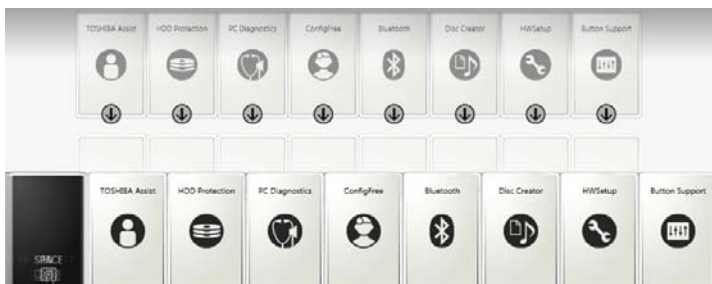 TOSHIBA Assist
HDD Protection
PC Diagnostics
ConfigFree
Bluetooth
Disc Creator
HWSetup
Button Support
TOSHIBA Assist
HDD Protection
PC Diagnostics
ConfigFree
Bluetooth
Disc Creator
HWSetup
Button Support
SPACE